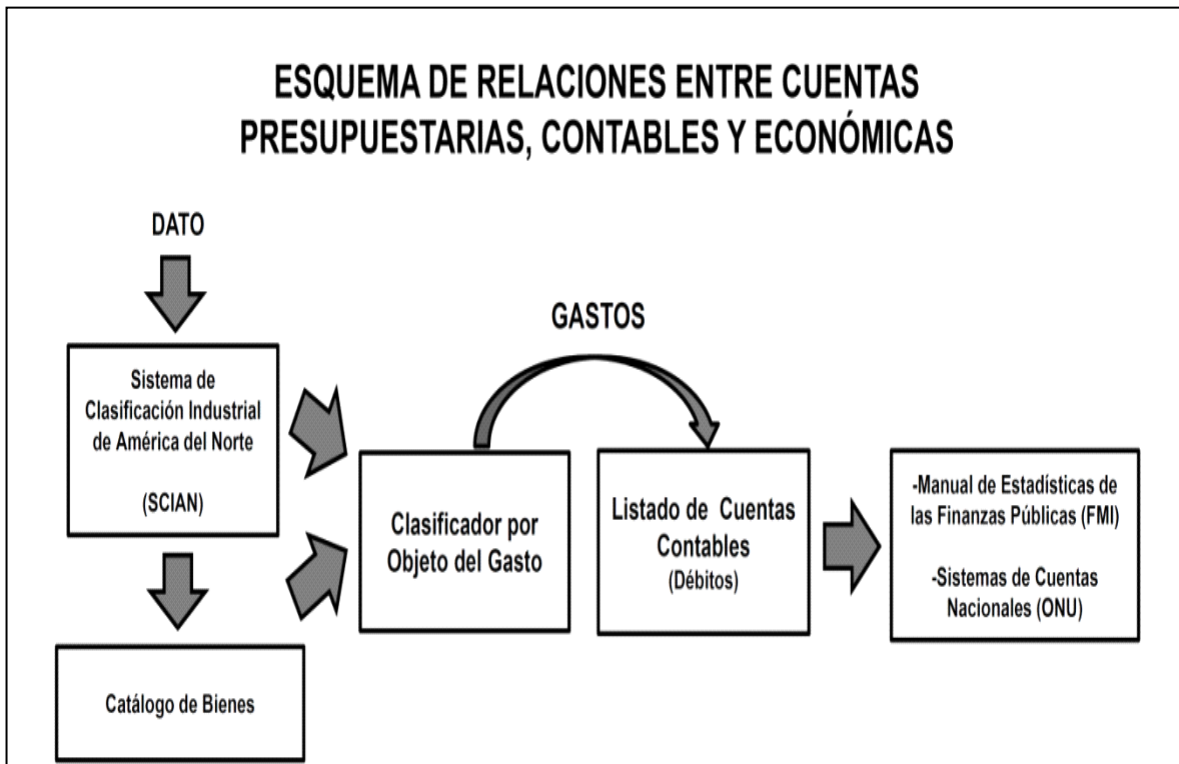 ESQUEMA DE RELACIONES ENTRE CUENTAS
PRESUPUESTARIAS, CONTABLES Y ECONÓMICAS
DATO
GASTOS
Sistema de
Clasificación Industrial
de América del Norte
(SCIAN)
Clasificador por
Objeto del Gasto
Listado de Cuentas
Contables
(Débitos)
-Manual de Estadísticas de
las Finanzas Públicas (FMI)
-Sistemas de Cuentas
Nacionales (ONU)
Catálogo de Bienes